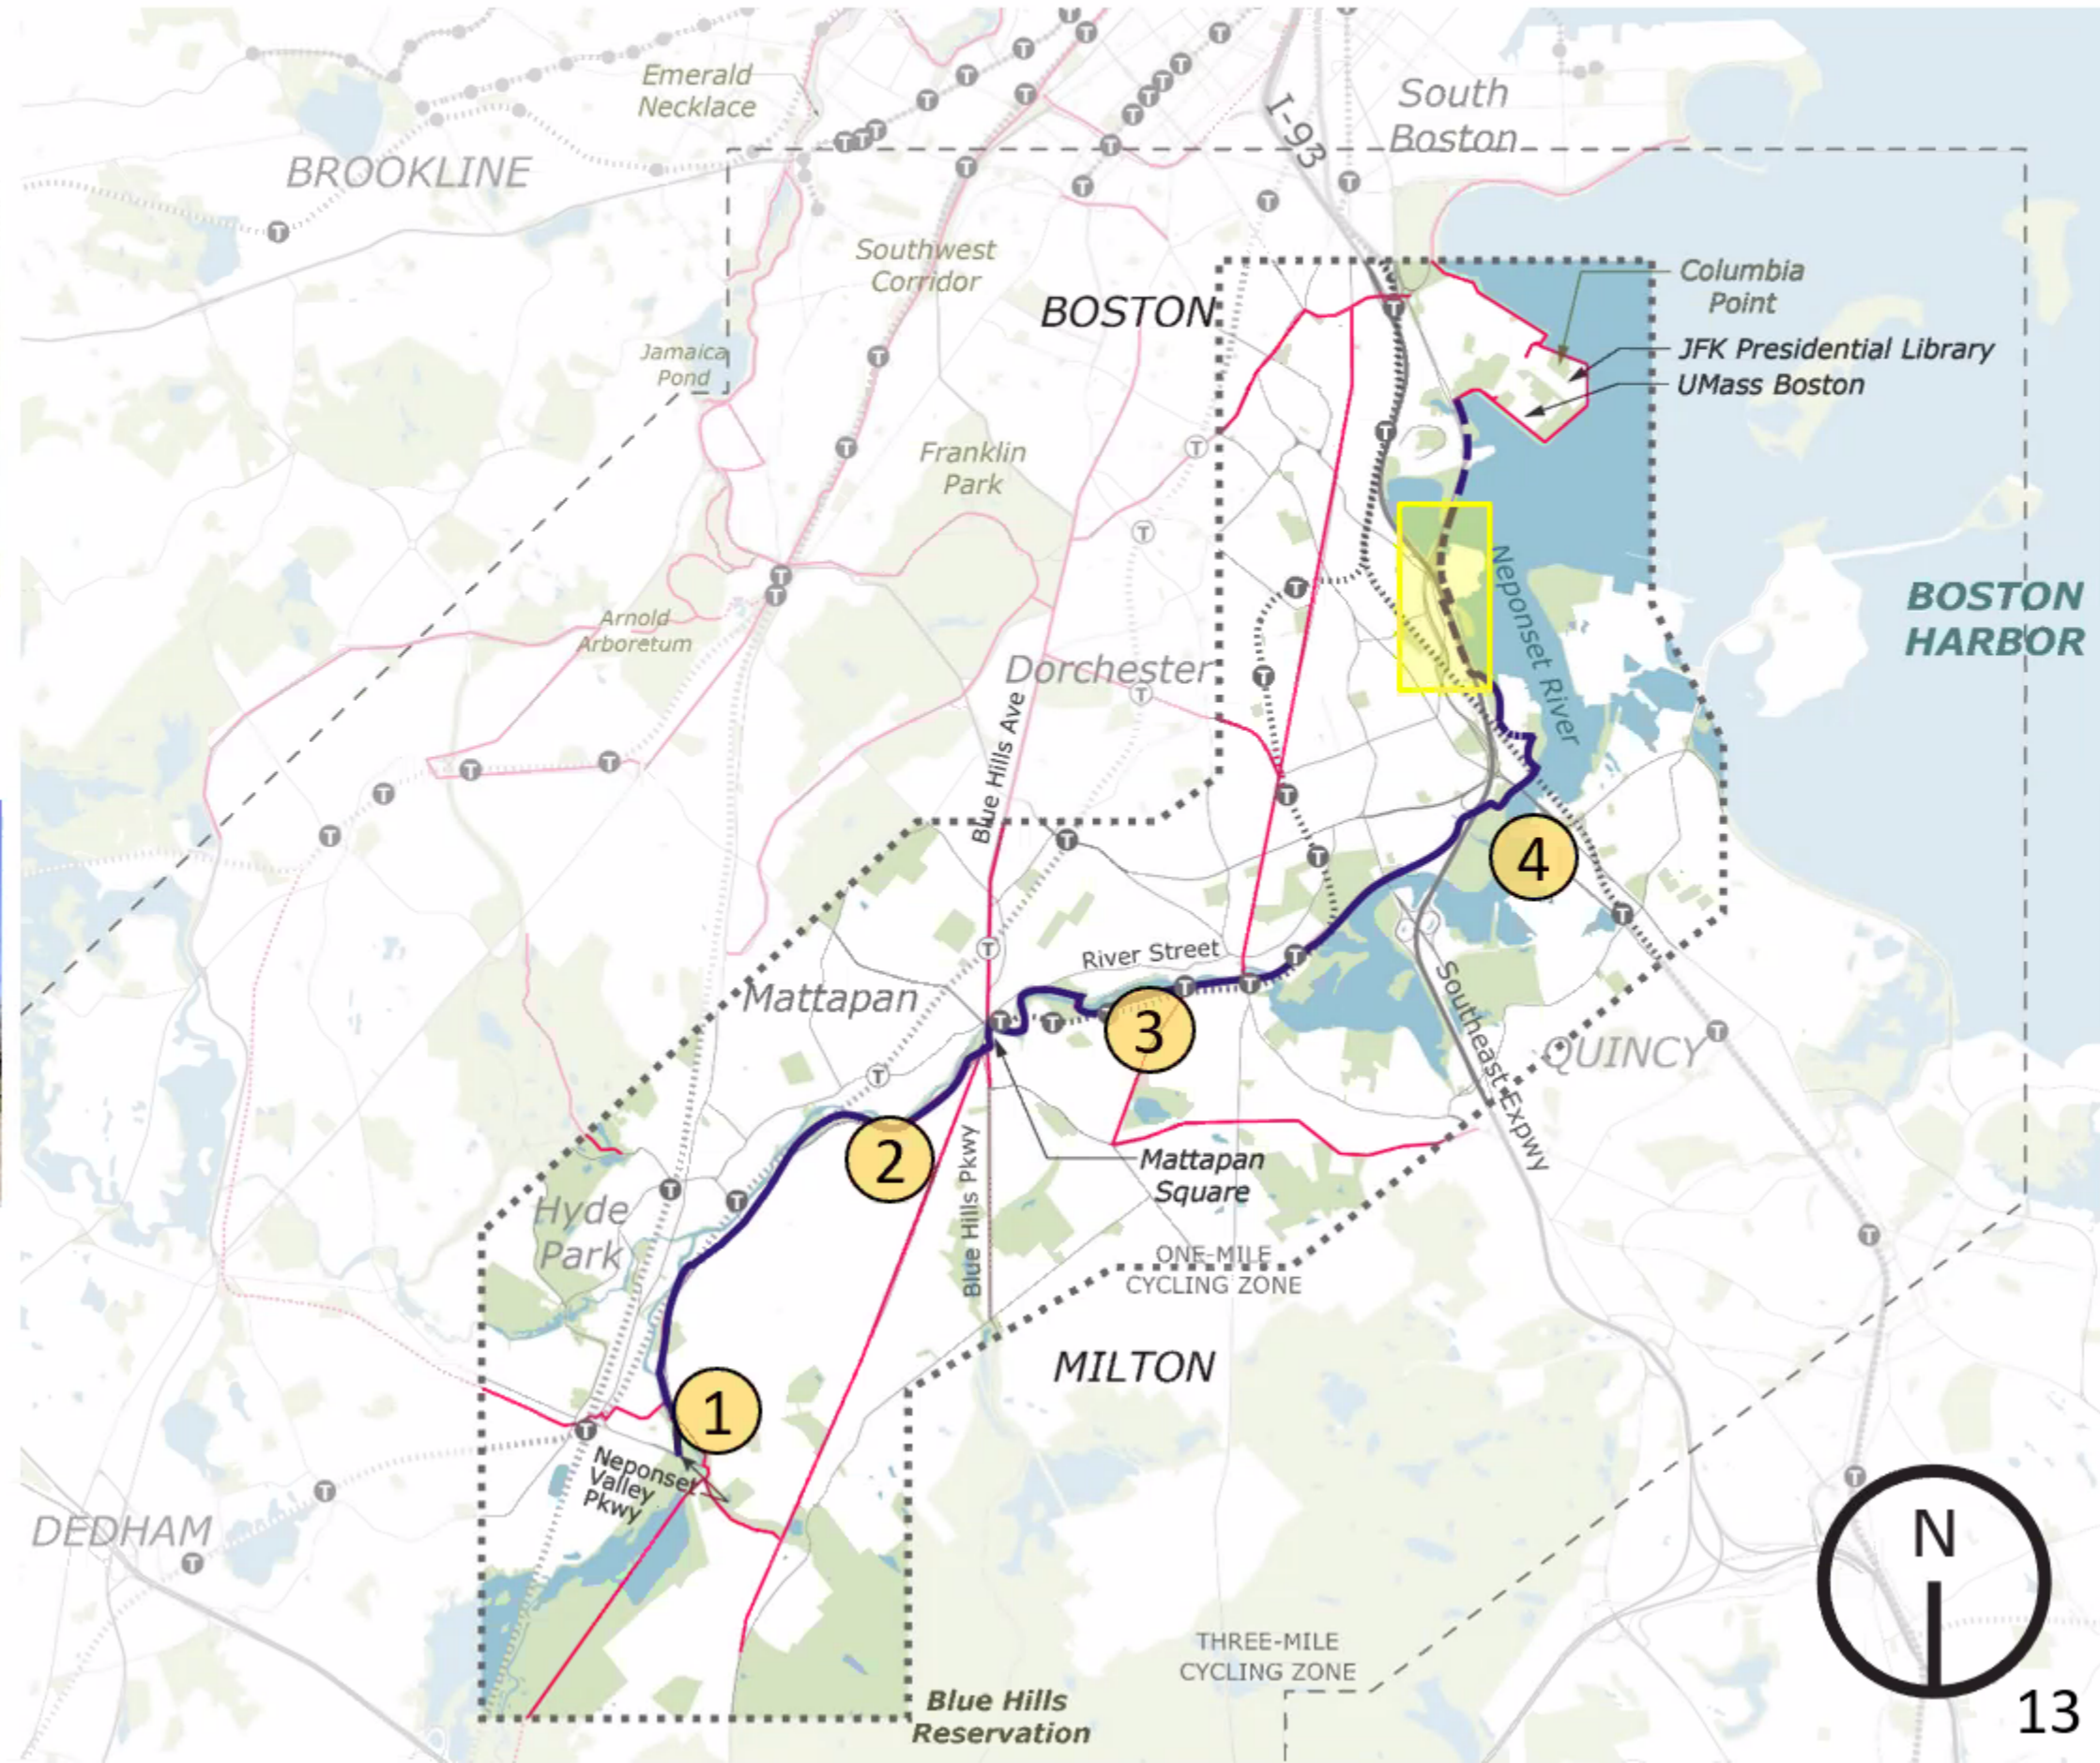 Emerald
Necklace
I-93
South
Boston
BROOKLINE
Southwest
Corridor
BOSTON
Columbia
Point
JFK Presidential Library
UMass Boston
Jamaica
Pond
Franklin
Park
Neponset River
BOSTON
HARBOR
Arnold
Arboretum
Dorchester
Blue Hills Ave
4
River Street
Mattapan
3
Southeast Expwy
QUINCY
2
Blue Hills Pkwy
Mattapan
Square
Hyde
Park
ONE-MILE
CYCLING ZONE
MILTON
1
Neponset
Valley
Pkwy
DEDHAM
N
THREE-MILE
CYCLING ZONE
Blue Hills
Reservation
13